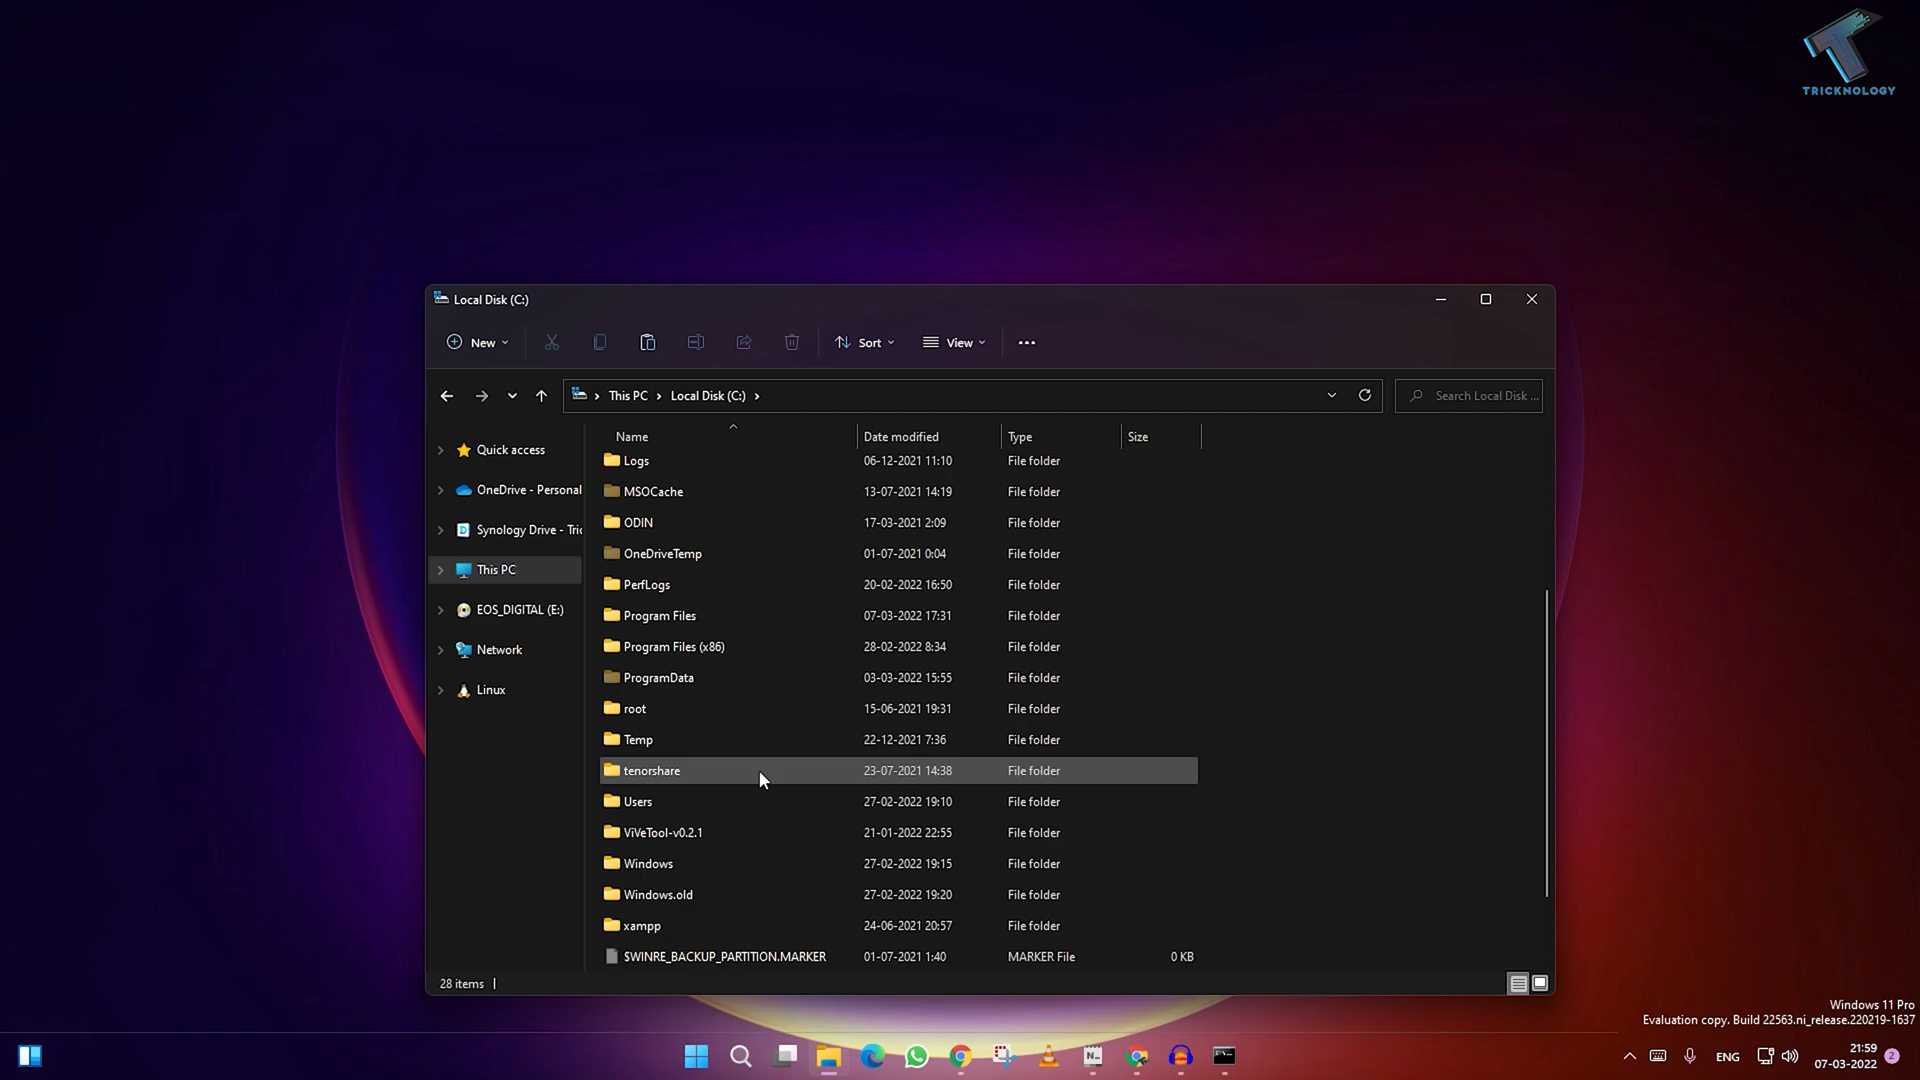 TRICKNOLOGY
Local Disk (C:)
New
Sort
View
This PC
Local Disk (C:)
Search Local Disk ...
Name
Date modified
Type
Size
Quick access
OneDrive - Personal
Synology Drive - Tric
This PC
EOS_DIGITAL (E:)
Network
Linux
Logs 06-12-2021 11:10 File folder
MSOCache 13-07-2021 14:19 File folder
ODIN 17-03-2021 2:09 File folder
OneDriveTemp 01-07-2021 0:04 File folder
PerfLogs 20-02-2022 16:50 File folder
Program Files 07-03-2022 17:31 File folder
Program Files (x86) 28-02-2022 8:34 File folder
ProgramData 03-03-2022 15:55 File folder
root 15-06-2021 19:31 File folder
Temp 22-12-2021 7:36 File folder
tenorshare 23-07-2021 14:38 File folder
Users 27-02-2022 19:10 File folder
ViVeTool-v0.2.1 21-01-2022 22:55 File folder
Windows 27-02-2022 19:15 File folder
Windows.old 27-02-2022 19:20 File folder
xampp 24-06-2021 20:57 File folder
$WINRE_BACKUP_PARTITION.MARKER 01-07-2021 1:40 MARKER File 0 KB
28 items
Windows 11 Pro
Evaluation copy. Build 22563.ni_release.220219-1637
ENG
21:59
07-03-2022
2